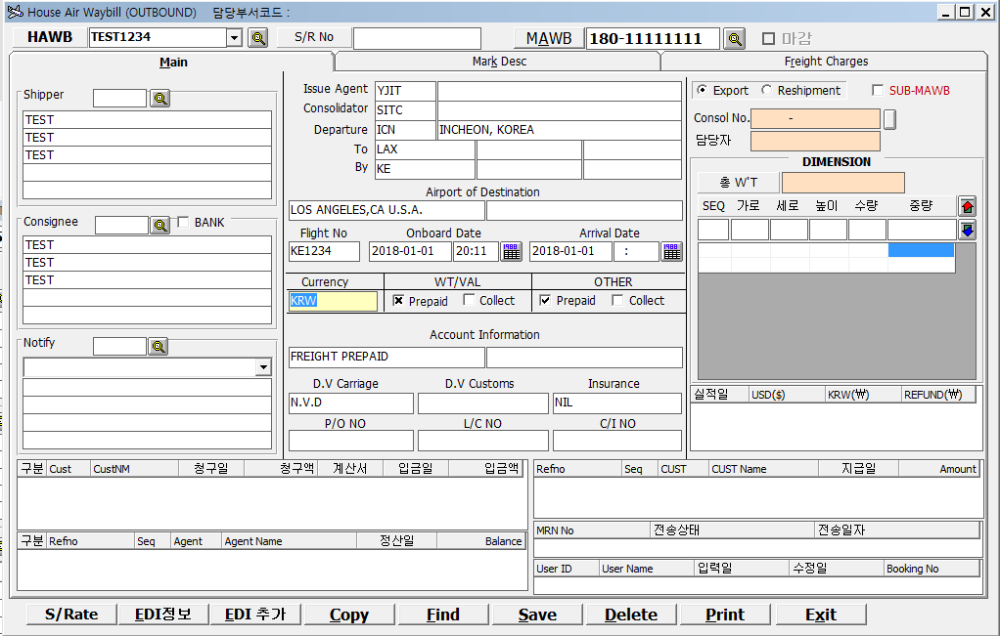 House Air Waybill (OUTBOUND) 담당부서코드 :
HAWB TEST1234 S/R No MAWB 180-11111111 마감
Main Mark Desc Freight Charges
Shipper
TEST
TEST
TEST
Consignee BANK
TEST
TEST
TEST
Notify
Issue Agent YJIT
Consolidator SITC
Departure ICN INCHEON, KOREA
To LAX
By KE
Airport of Destination
LOS ANGELES,CA U.S.A.
Flight No Onboard Date Arrival Date
KE1234 2018-01-01 20:11 2018-01-01 :
Currency WT/VAL OTHER
KRW Prepaid Collect Prepaid Collect
Account Information
FREIGHT PREPAID
D.V Carriage D.V Customs Insurance
N.V.D NIL
P/O NO L/C NO C/I NO
Export Reshipment SUB-MAWB
Consol No. -
담당자
DIMENSION
총 W'T
SEQ 가로 세로 높이 수량 중량
실적일 USD($) KRW(₩) REFUND(₩)
구분 Cust CustNM 청구일 청구액 계산서 입금일 입금액
구분 Refno Seq Agent Agent Name 정산일 Balance
Refno Seq CUST CUST Name 지급일 Amount
MRN No 전송상태 전송일자
User ID User Name 입력일 수정일 Booking No
S/Rate EDI정보 EDI 추가 Copy Find Save Delete Print Exit